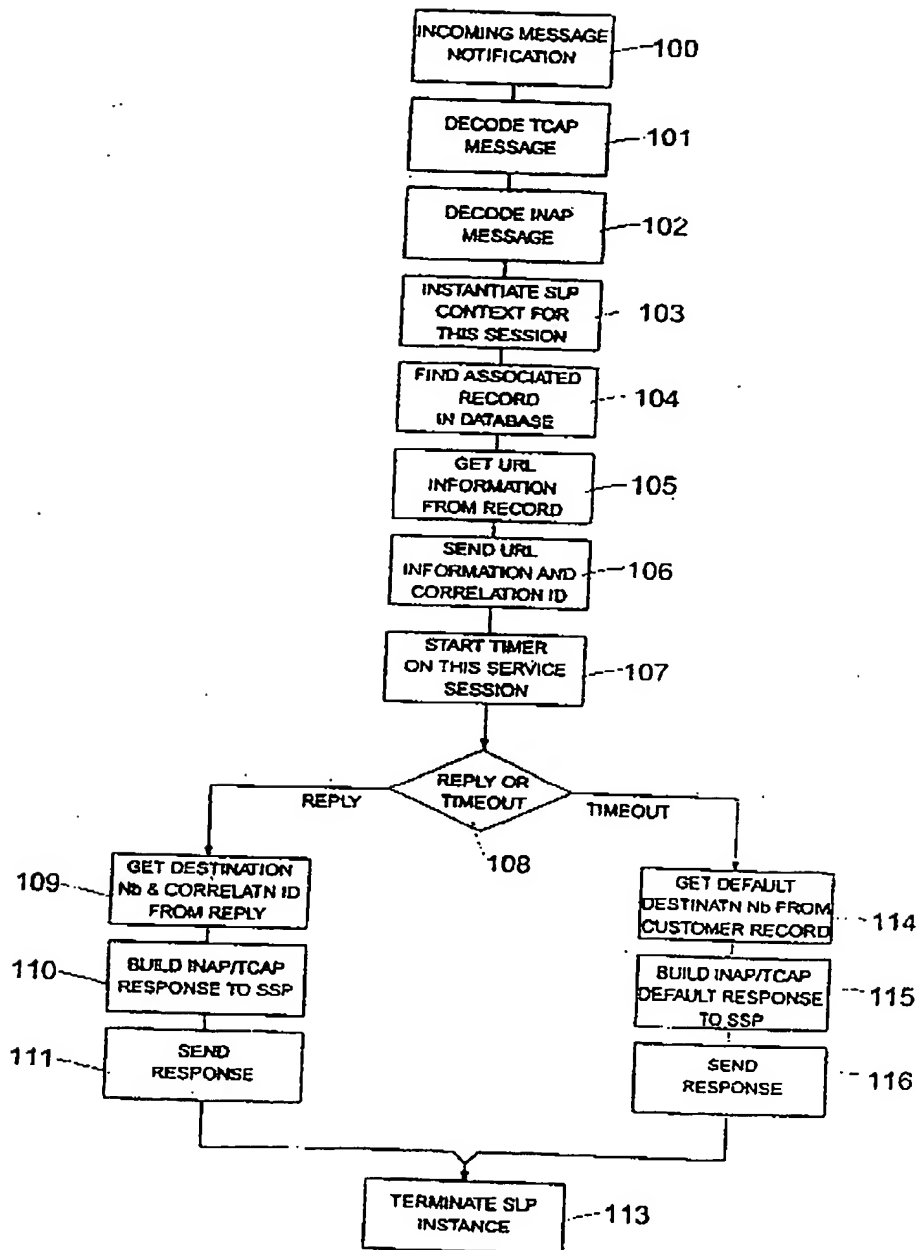 INCOMING MESSAGE
NOTIFICATION
100
DECODE TCAP
MESSAGE
101
DECODE INAP
MESSAGE
102
INSTANTIATE SLP
CONTEXT FOR
THIS SESSION
103
FIND ASSOCIATED
RECORD
IN DATABASE
104
GET URL
INFORMATION
FROM RECORD
105
SEND URL
INFORMATION AND
CORRELATION ID
106
START TIMER
ON THIS SERVICE
SESSION
107
REPLY OR
TIMEOUT
REPLY
TIMEOUT
108
GET DESTINATION
Nb & CORRELATN ID
FROM REPLY
109
BUILD INAP/TCAP
RESPONSE TO SSP
110
SEND
RESPONSE
111
GET DEFAULT
DESTINATN Nb FROM
CUSTOMER RECORD
114
BUILD INAP/TCAP
DEFAULT RESPONSE
TO SSP
115
SEND
RESPONSE
116
TERMINATE SLP
INSTANCE
113